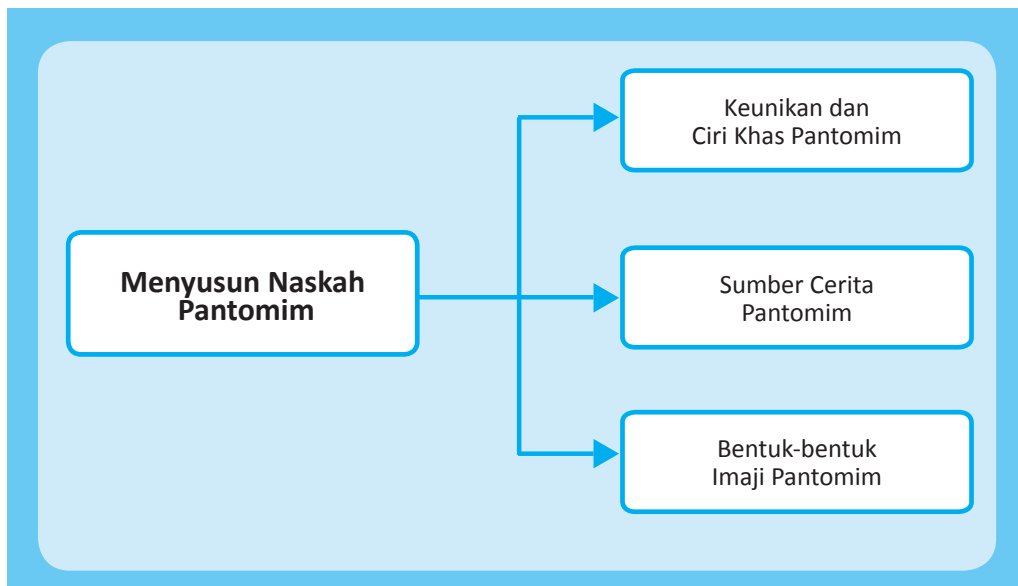 Menyusun Naskah
Pantomim
Keunikan dan
Ciri Khas Pantomim
Sumber Cerita
Pantomim
Bentuk-bentuk
Imaji Pantomim